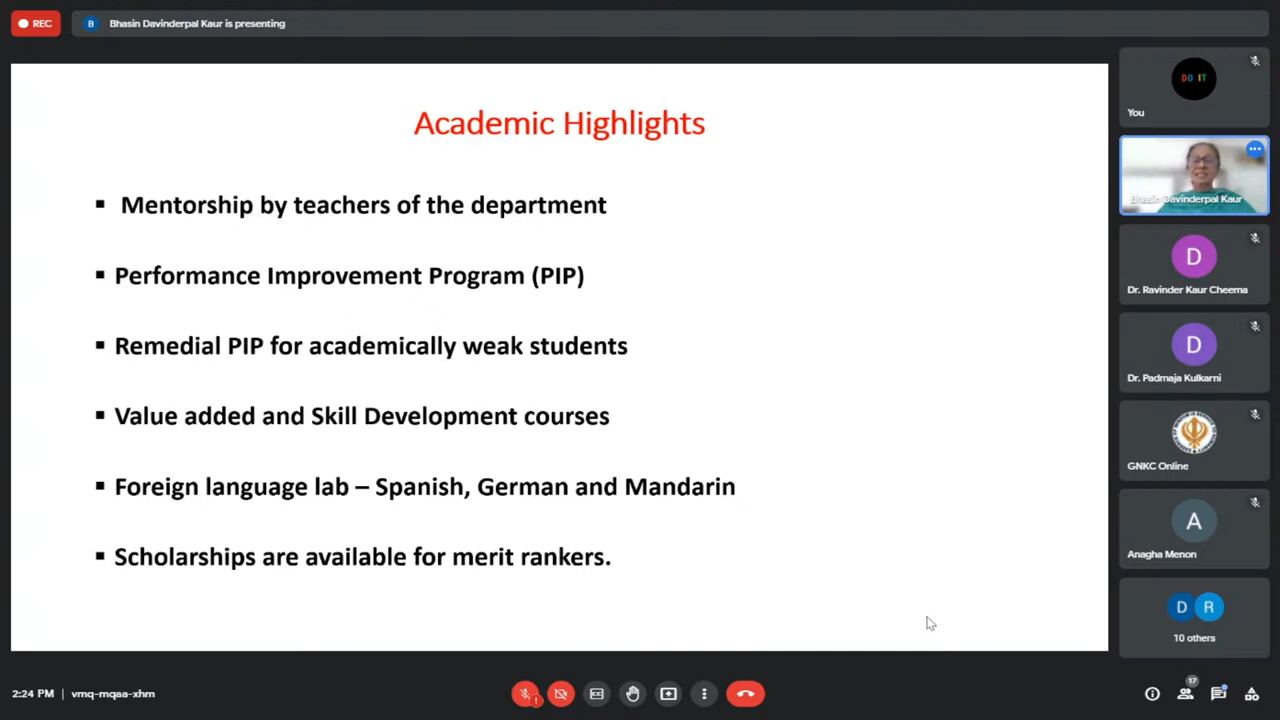 REC
B
Bhasin Davinderpal Kaur is presenting
Academic Highlights
Mentorship by teachers of the department
Performance Improvement Program (PIP)
Remedial PIP for academically weak students
Value added and Skill Development courses
Foreign language lab – Spanish, German and Mandarin
Scholarships are available for merit rankers.
DO IT
You
Bhasin Davinderpal Kaur
D
Dr. Ravinder Kaur Cheema
D
Dr. Padmaja Kulkarni
GNKC Online
A
Anagha Menon
D R
10 others
2:24 PM | vmq-mqaa-xhm
17